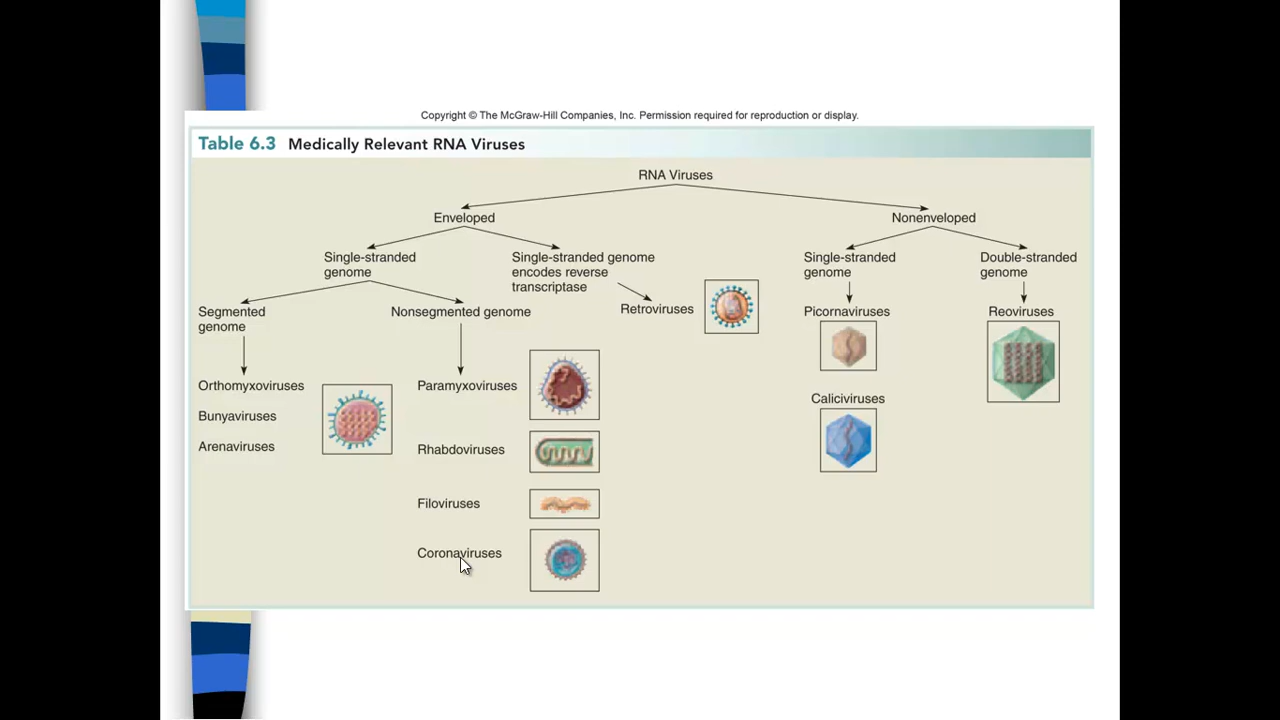 Copyright © The McGraw-Hill Companies, Inc. Permission required for reproduction or display.
Table 6.3 Medically Relevant RNA Viruses
RNA Viruses
Enveloped
Nonenveloped
Single-stranded
genome
Single-stranded genome
encodes reverse
transcriptase
Single-stranded
genome
Double-stranded
genome
Segmented
genome
Nonsegmented genome
Retroviruses
Picornaviruses
Reoviruses
Orthomyxoviruses
Bunyaviruses
Arenaviruses
Paramyxoviruses
Rhabdoviruses
Filoviruses
Coronaviruses
Caliciviruses